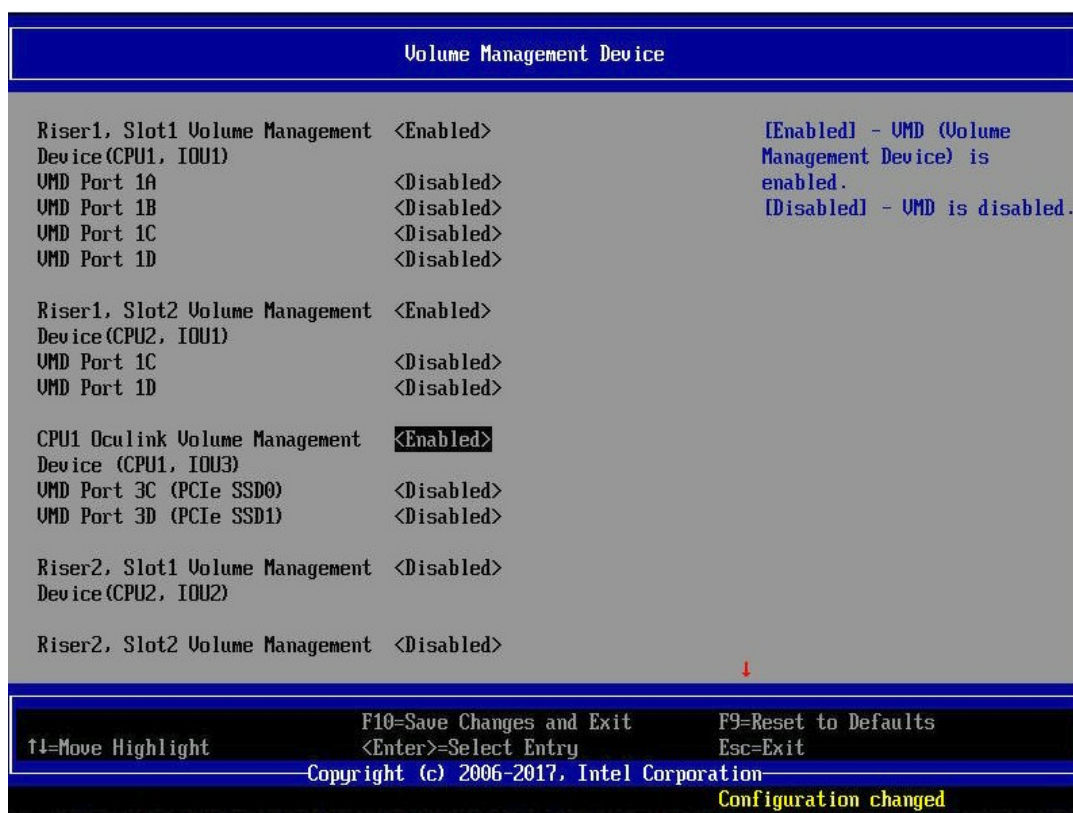 Volume Management Device
Riser1, Slot1 Volume Management <Enabled>
Device(CPU1, IOU1)
VMD Port 1A <Disabled>
VMD Port 1B <Disabled>
VMD Port 1C <Disabled>
VMD Port 1D <Disabled>
Riser1, Slot2 Volume Management <Enabled>
Device(CPU2, IOU1)
VMD Port 1C <Disabled>
VMD Port 1D <Disabled>
CPU1 Oculink Volume Management <Enabled>
Device (CPU1, IOU3)
VMD Port 3C (PCIe SSD0) <Disabled>
VMD Port 3D (PCIe SSD1) <Disabled>
Riser2, Slot1 Volume Management <Disabled>
Device(CPU2, IOU2)
Riser2, Slot2 Volume Management <Disabled>
[Enabled] - VMD (Volume
Management Device) is
enabled.
[Disabled] - VMD is disabled.
↓
F10=Save Changes and Exit F9=Reset to Defaults
↑↓=Move Highlight <Enter>=Select Entry Esc=Exit
Copyright (c) 2006-2017, Intel Corporation
Configuration changed